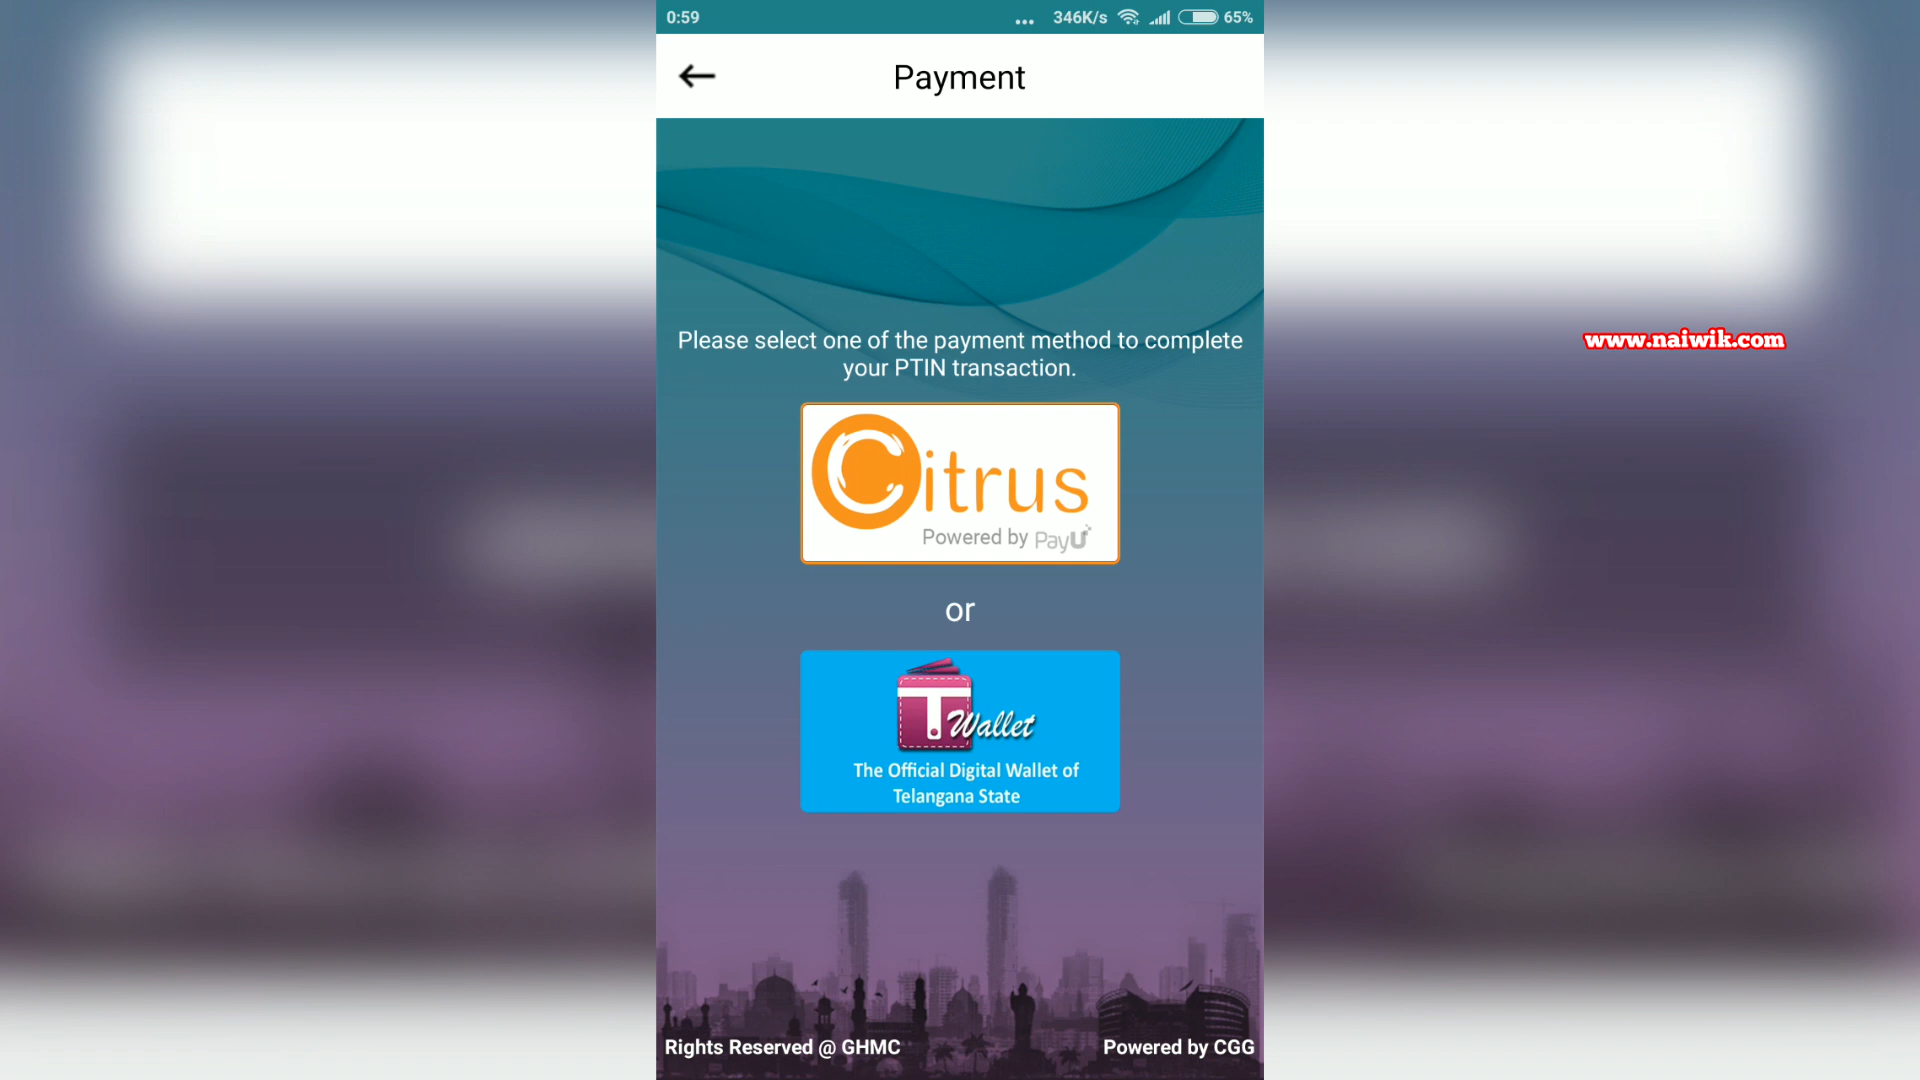 0:59
... 346K/s 65%
Payment
Please select one of the payment method to complete
your PTIN transaction.
www.naiwik.com
Citrus
Powered by PayU
or
T Wallet
The Official Digital Wallet of
Telangana State
Rights Reserved @ GHMC
Powered by CGG